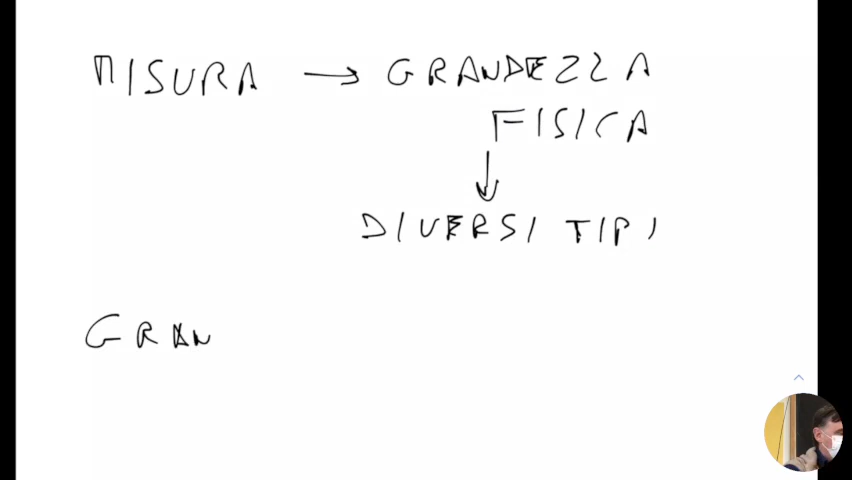 MISURA → GRANDEZZA
FISICA
↓
DIVERSI TIPI
GRAN